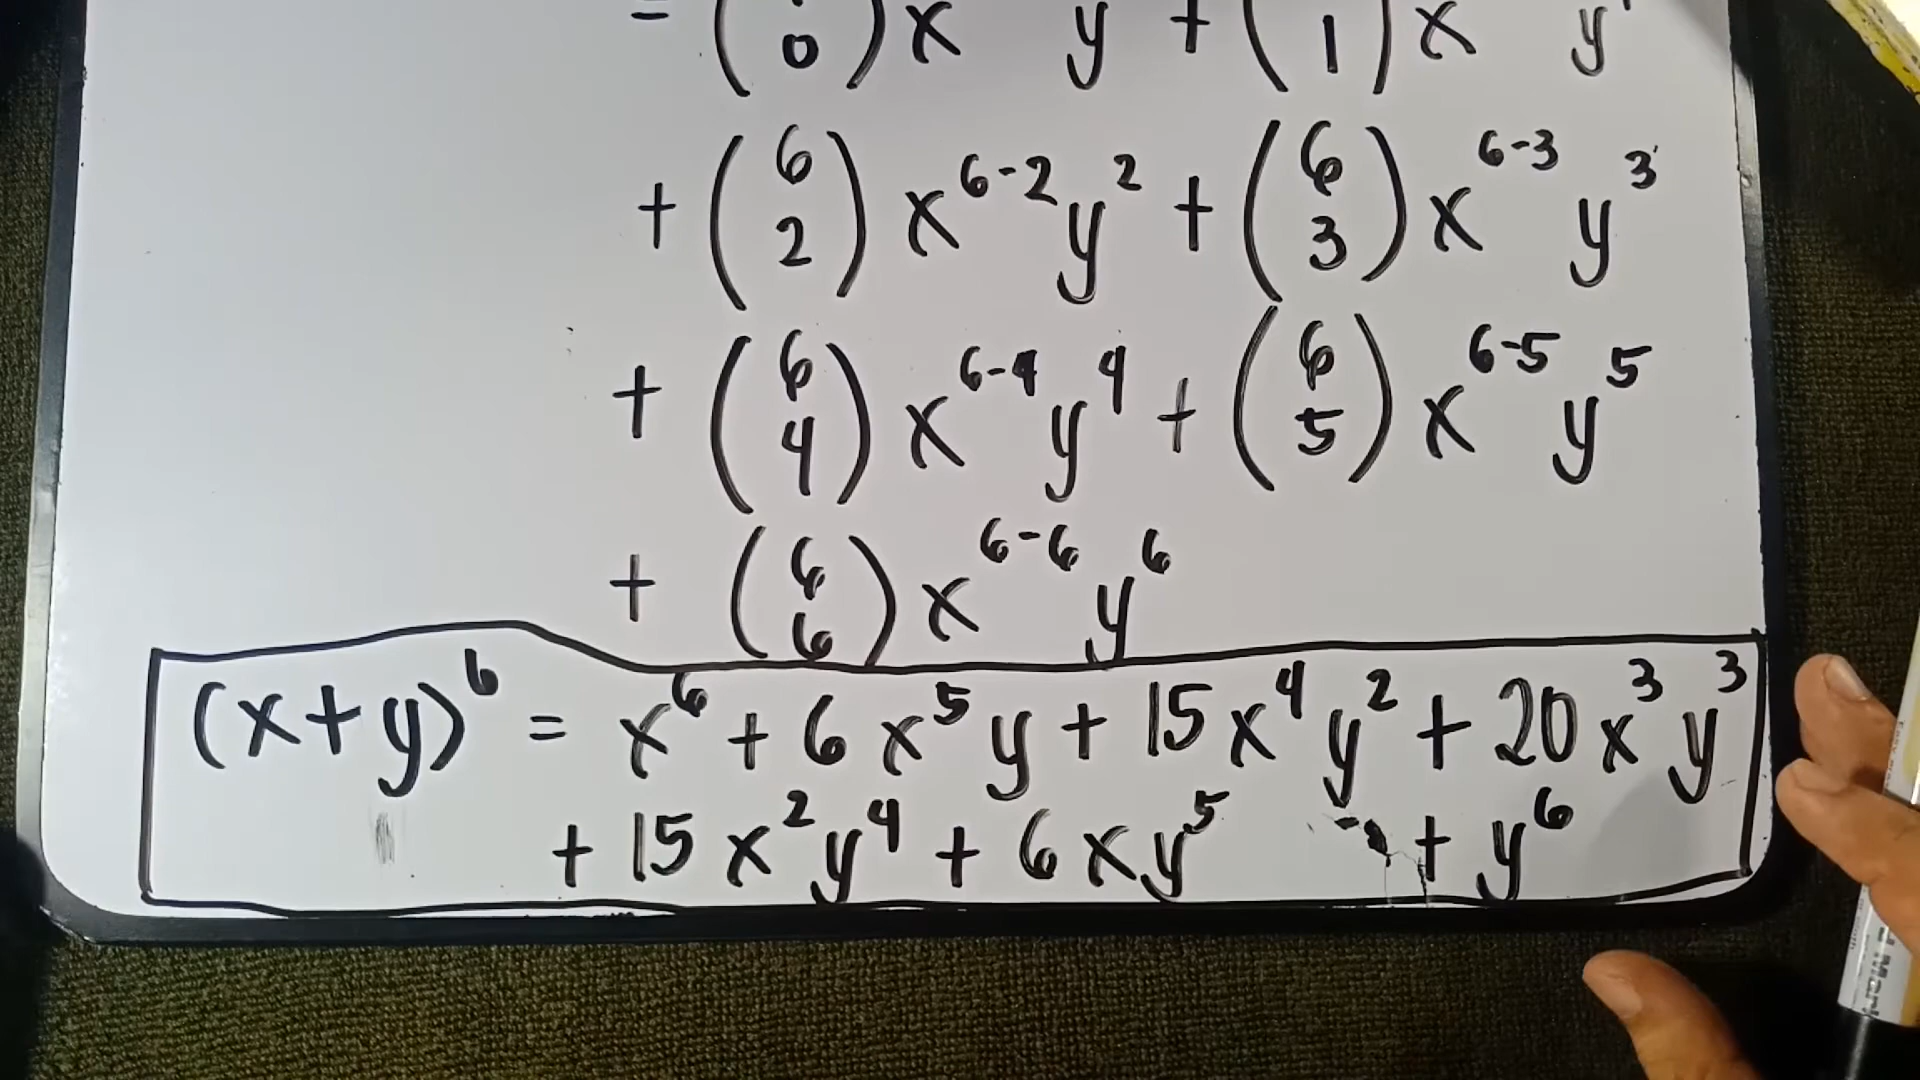 = (0) x y + (1) x y
+ (6 2) x^{6-2} y^2 + (6 3) x^{6-3} y^3
+ (6 4) x^{6-4} y^4 + (6 5) x^{6-5} y^5
+ (6 6) x^{6-6} y^6
(x+y)^6 = x^6 + 6x^5y + 15x^4y^2 + 20x^3y^3
+ 15x^2y^4 + 6xy^5 + y^6